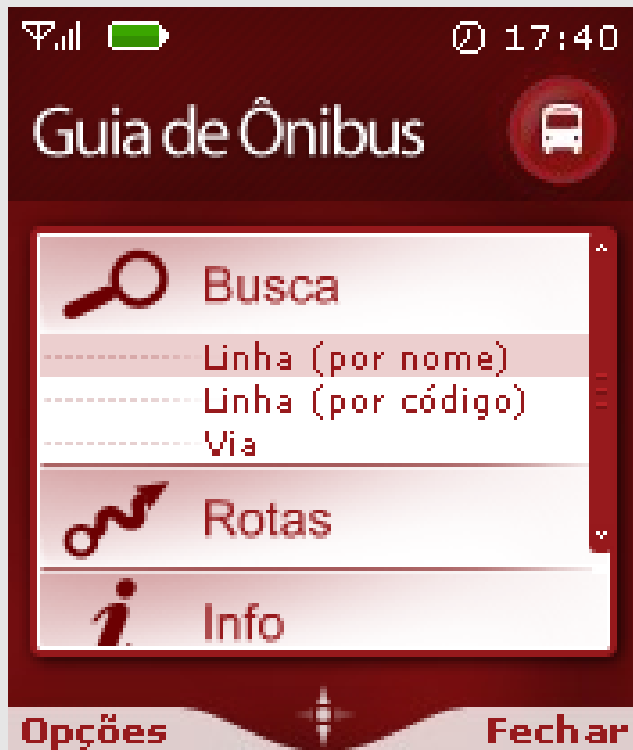 17:40
Guia de Ônibus
Busca
Linha (por nome)
Linha (por código)
Via
Rotas
Info
Opções
Fechar